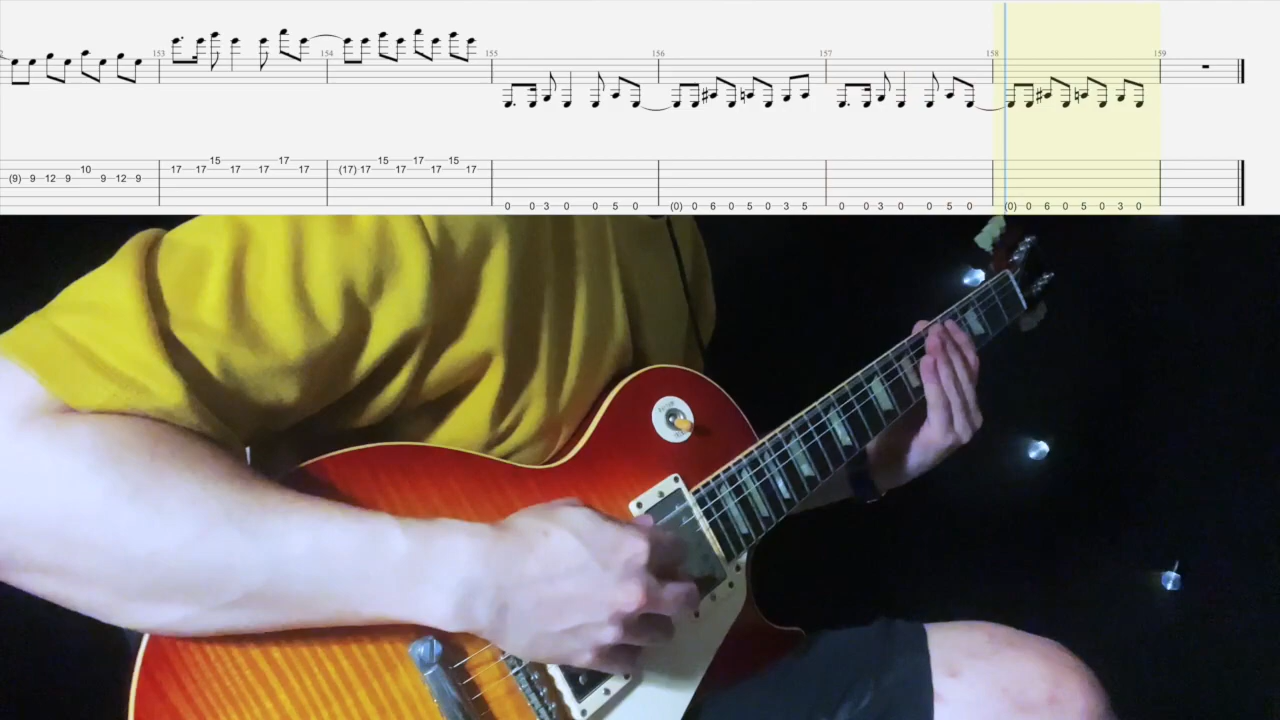 153 154 155 156 157 158 159
15 17 17 15 17 15
10 17 17 17 17 17 (17) 17 17 17 17
(9) 9 12 9 9 12 9
0 0 3 0 0 5 0 (0) 0 6 0 5 0 3 5 0 0 3 0 0 5 0 (0) 0 6 0 5 0 3 0